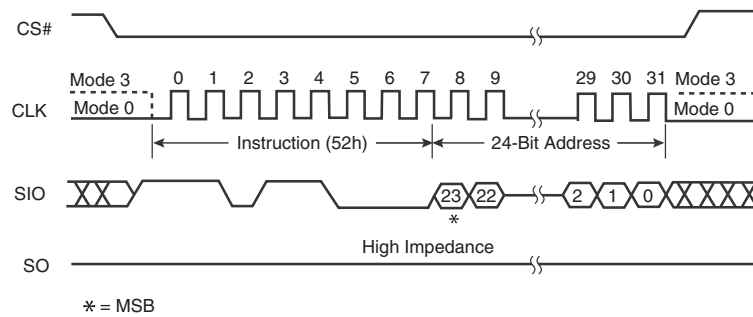 CS#
Mode 3 0 1 2 3 4 5 6 7 8 9 29 30 31 Mode 3
CLK Mode 0 Mode 0
Instruction (52h) 24-Bit Address
SIO 23 22 2 1 0
*
High Impedance
SO
* = MSB